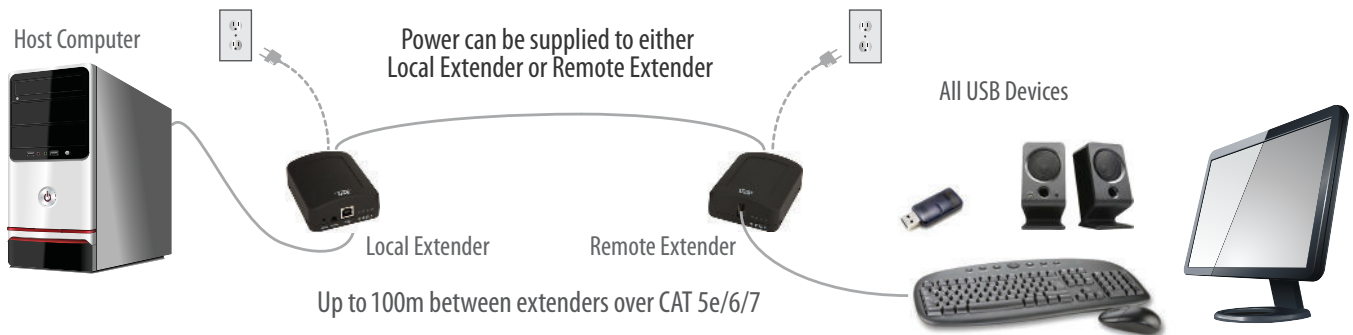 Host Computer
Power can be supplied to either
Local Extender or Remote Extender
All USB Devices
Local Extender
Remote Extender
Up to 100m between extenders over CAT 5e/6/7